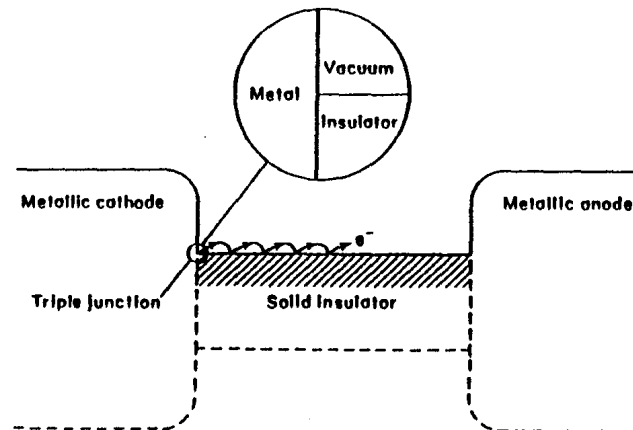 Vacuum
Metal
Insulator
Metallic cathode
Metallic anode
e⁻
Triple junction
Solid insulator